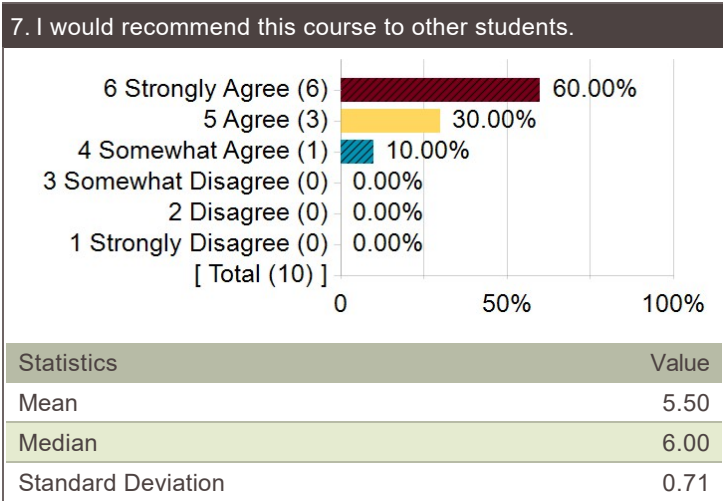 7. I would recommend this course to other students.
6 Strongly Agree (6) 60.00%
5 Agree (3) 30.00%
4 Somewhat Agree (1) 10.00%
3 Somewhat Disagree (0) 0.00%
2 Disagree (0) 0.00%
1 Strongly Disagree (0) 0.00%
[ Total (10) ]
0 50% 100%
Statistics Value
Mean 5.50
Median 6.00
Standard Deviation 0.71